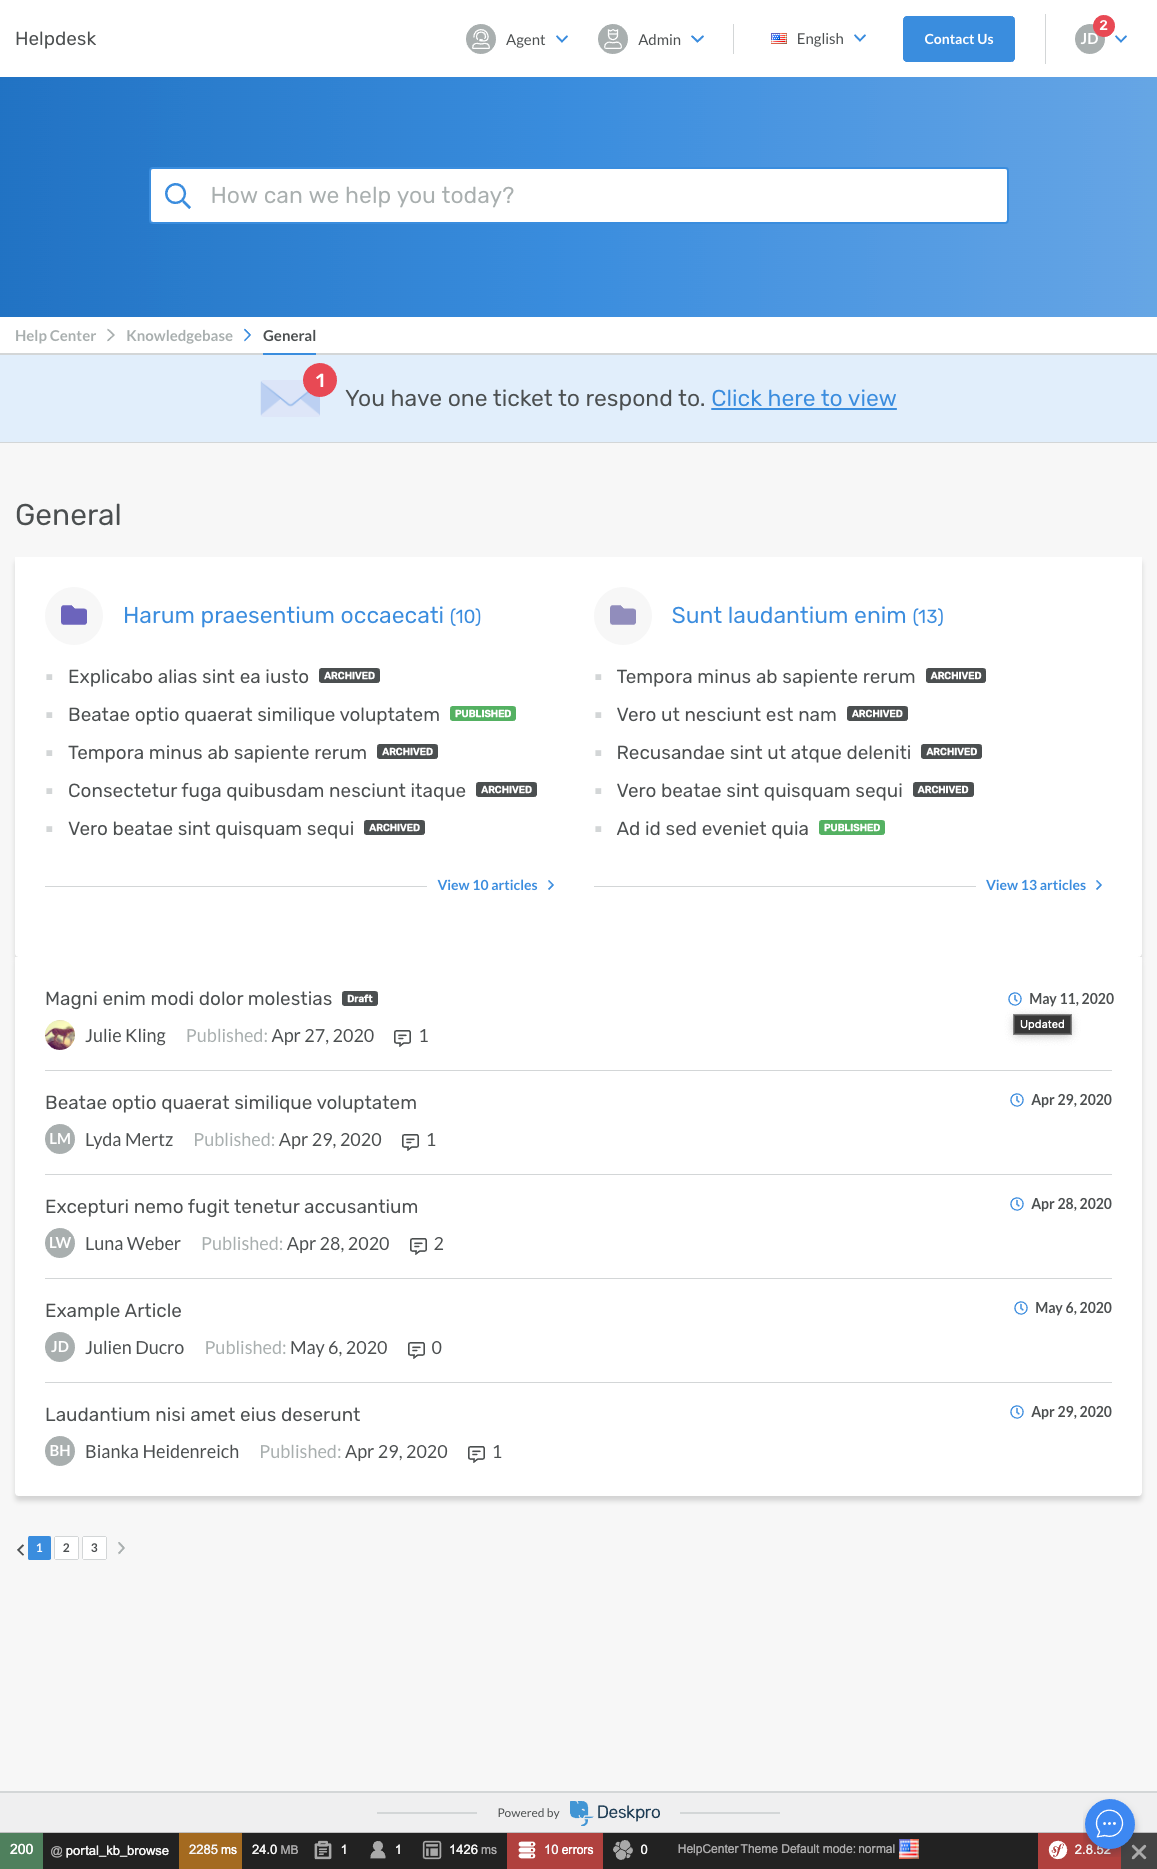 Helpdesk Agent Admin English Contact Us JD 2
How can we help you today?
Help Center Knowledgebase General
1
You have one ticket to respond to. Click here to view
General
Harum praesentium occaecati (10)
Explicabo alias sint ea iusto ARCHIVED
Beatae optio quaerat similique voluptatem PUBLISHED
Tempora minus ab sapiente rerum ARCHIVED
Consectetur fuga quibusdam nesciunt itaque ARCHIVED
Vero beatae sint quisquam sequi ARCHIVED
View 10 articles
Sunt laudantium enim (13)
Tempora minus ab sapiente rerum ARCHIVED
Vero ut nesciunt est nam ARCHIVED
Recusandae sint ut atque deleniti ARCHIVED
Vero beatae sint quisquam sequi ARCHIVED
Ad id sed eveniet quia PUBLISHED
View 13 articles
Magni enim modi dolor molestias Draft May 11, 2020
Updated
Julie Kling Published: Apr 27, 2020 1
Beatae optio quaerat similique voluptatem Apr 29, 2020
LM Lyda Mertz Published: Apr 29, 2020 1
Excepturi nemo fugit tenetur accusantium Apr 28, 2020
LW Luna Weber Published: Apr 28, 2020 2
Example Article May 6, 2020
JD Julien Ducro Published: May 6, 2020 0
Laudantium nisi amet eius deserunt Apr 29, 2020
BH Bianka Heidenreich Published: Apr 29, 2020 1
1 2 3
Powered by Deskpro
200 @ portal_kb_browse 2285 ms 24.0 MB 1 1 1426 ms 10 errors 0 HelpCenter Theme Default mode: normal sf